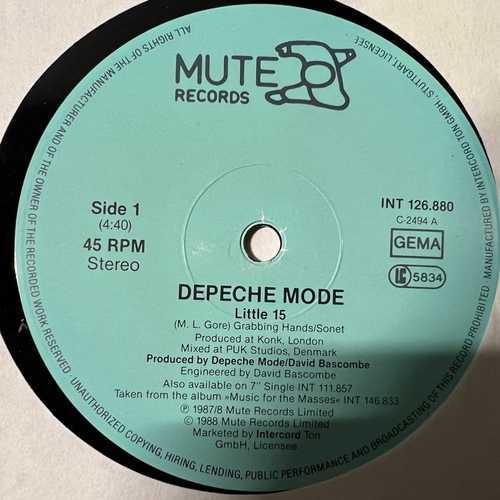 MUTE
RECORDS
Side 1
(4:40)
45 RPM
Stereo
INT 126.880
C-2494 A
GEMA
LC 5834
DEPECHE MODE
Little 15
(M. L. Gore) Grabbing Hands/Sonet
Produced at Konk, London
Mixed at PUK Studios, Denmark
Produced by Depeche Mode/David Bascombe
Engineered by David Bascombe
Also available on 7" Single INT 111.857
Taken from the album »Music for the Masses« INT 146.833
℗ 1987/8 Mute Records Limited
© 1988 Mute Records Limited
Marketed by Intercord Ton
GmbH, Licensee
ALL RIGHTS OF THE MANUFACTURER AND OF THE OWNER OF THE RECORDED WORK RESERVED. UNAUTHORIZED COPYING, HIRING, LENDING, PUBLIC PERFORMANCE AND BROADCASTING OF THIS RECORD PROHIBITED. MANUFACTURED BY INTERCORD TON GMBH, STUTTGART, LICENSEE